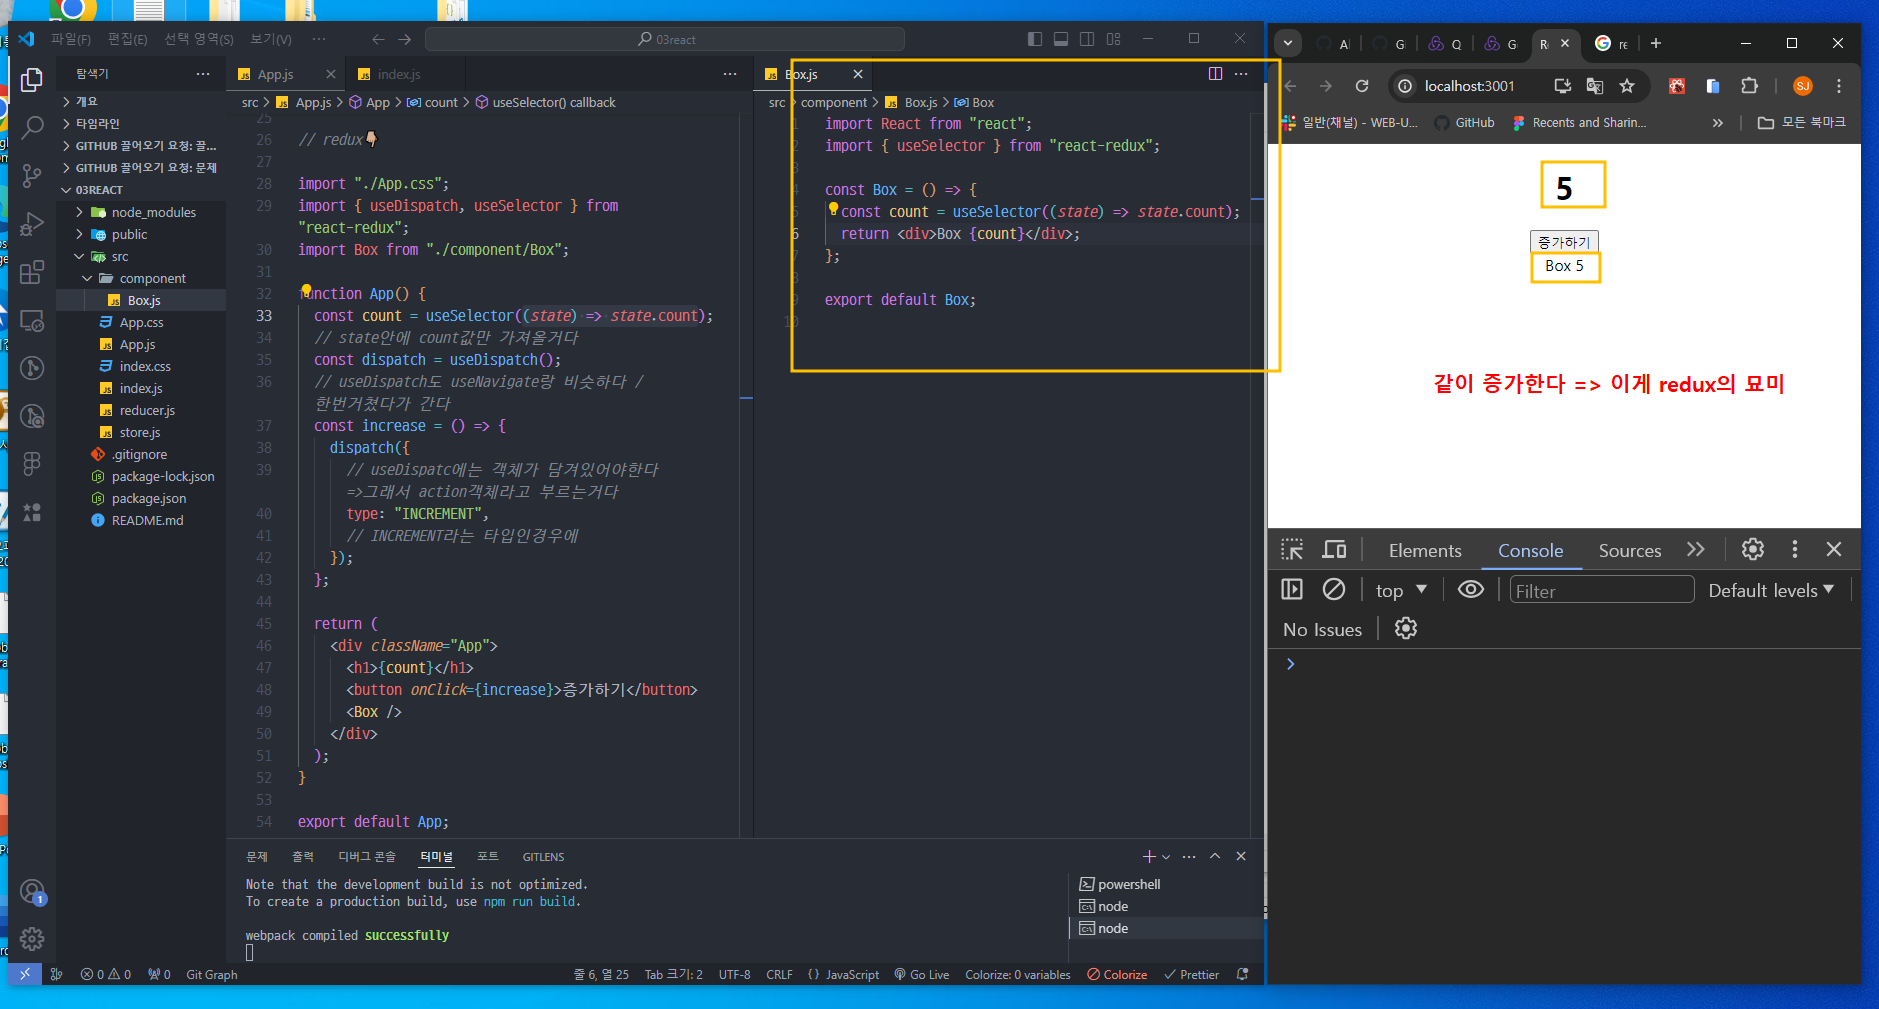 파일(F) 편집(E) 선택 영역(S) 보기(V) ···
03react
탐색기
개요
타임라인
GITHUB 끌어오기 요청: 끌...
GITHUB 끌어오기 요청: 문제
03REACT
node_modules
public
src
component
Box.js
App.css
App.js
index.css
index.js
reducer.js
store.js
.gitignore
package-lock.json
package.json
README.md
1
App.js
index.js
src > App.js > App > count > useSelector() callback
25
26 // redux👇🏻
27
28 import "./App.css";
29 import { useDispatch, useSelector } from
"react-redux";
30 import Box from "./component/Box";
31
32 function App() {
33 const count = useSelector((state) => state.count);
34 // state안에 count값만 가져올거다
35 const dispatch = useDispatch();
36 // useDispatch도 useNavigate랑 비슷하다 /
한번거쳤다가 간다
37 const increase = () => {
38 dispatch({
39 // useDispatc에는 객체가 담겨있어야한다
=>그래서 action객체라고 부르는거다
40 type: "INCREMENT",
41 // INCREMENT라는 타입인경우에
42 });
43 };
44
45 return (
46 <div className="App">
47 <h1>{count}</h1>
48 <button onClick={increase}>증가하기</button>
49 <Box />
50 </div>
51 );
52 }
53
54 export default App;
Box.js
src > component > Box.js > Box
import React from "react";
import { useSelector } from "react-redux";
const Box = () => {
const count = useSelector((state) => state.count);
return <div>Box {count}</div>;
};
export default Box;
문제 출력 디버그 콘솔 터미널 포트 GITLENS
Note that the development build is not optimized.
To create a production build, use npm run build.
webpack compiled successfully
powershell
node
node
0 0 0 Git Graph 줄 6, 열 25 Tab 크기: 2 UTF-8 CRLF {} JavaScript Go Live Colorize: 0 variables Colorize Prettier
localhost:3001
SJ
일반(채널) - WEB-U... GitHub Recents and Sharin... 모든 북마크
5
증가하기
Box 5
같이 증가한다 => 이게 redux의 묘미
Elements Console Sources
top Filter Default levels
No Issues